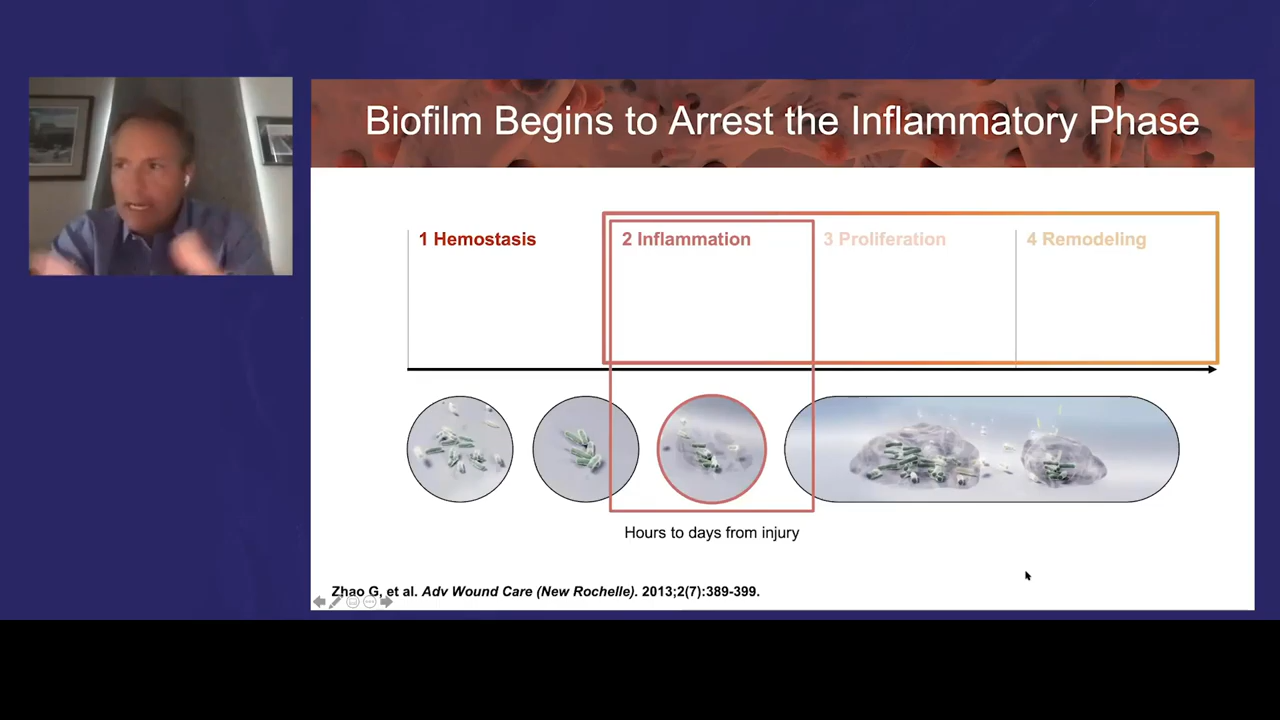 Biofilm Begins to Arrest the Inflammatory Phase
1 Hemostasis
2 Inflammation
3 Proliferation
4 Remodeling
Hours to days from injury
Zhao G, et al. Adv Wound Care (New Rochelle). 2013;2(7):389-399.